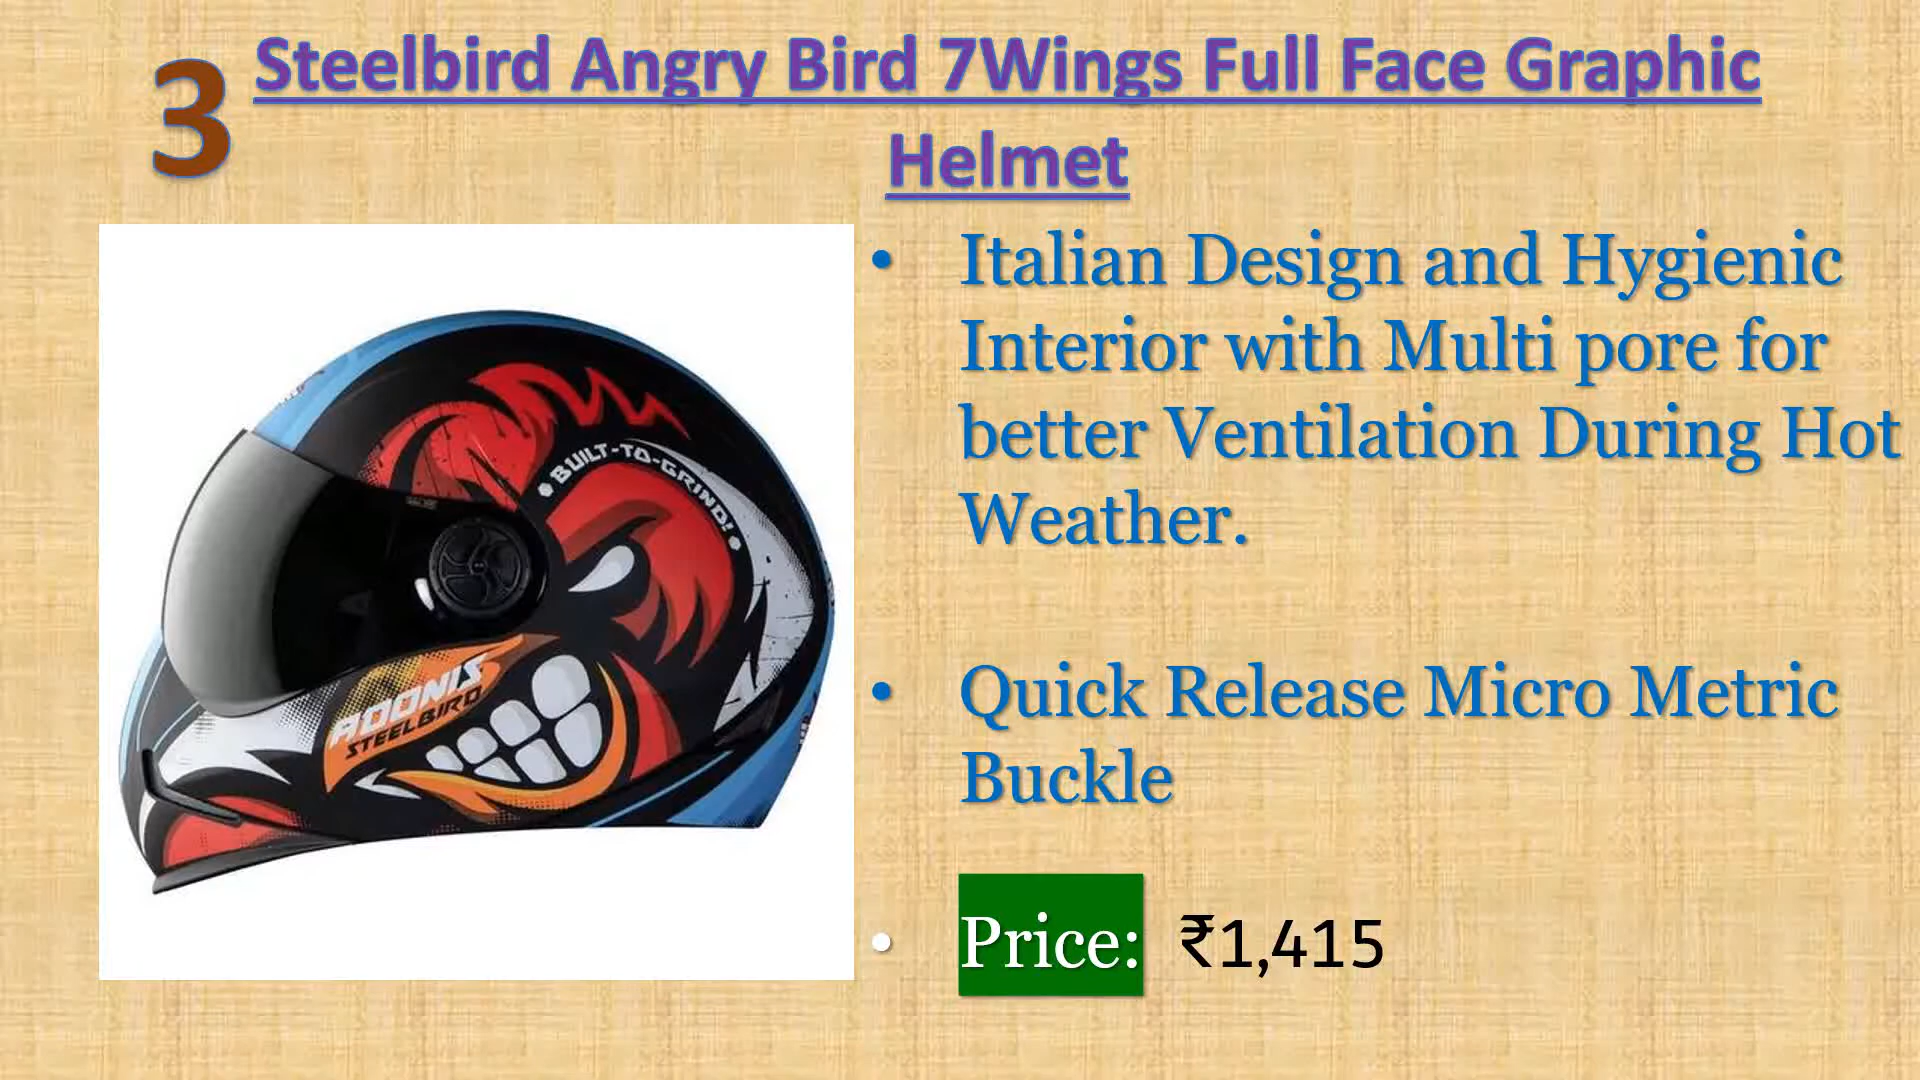 3
Steelbird Angry Bird 7Wings Full Face Graphic
Helmet
• Italian Design and Hygienic
Interior with Multi pore for
better Ventilation During Hot
Weather.
• Quick Release Micro Metric
Buckle
• Price: ₹1,415
BUILT-TO-GRIND!
ADONIS
STEELBIRD